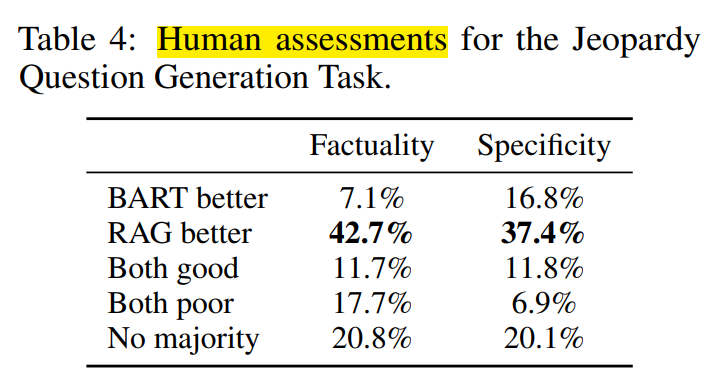 Table 4: Human assessments for the Jeopardy
Question Generation Task.
Factuality Specificity
BART better 7.1% 16.8%
RAG better 42.7% 37.4%
Both good 11.7% 11.8%
Both poor 17.7% 6.9%
No majority 20.8% 20.1%